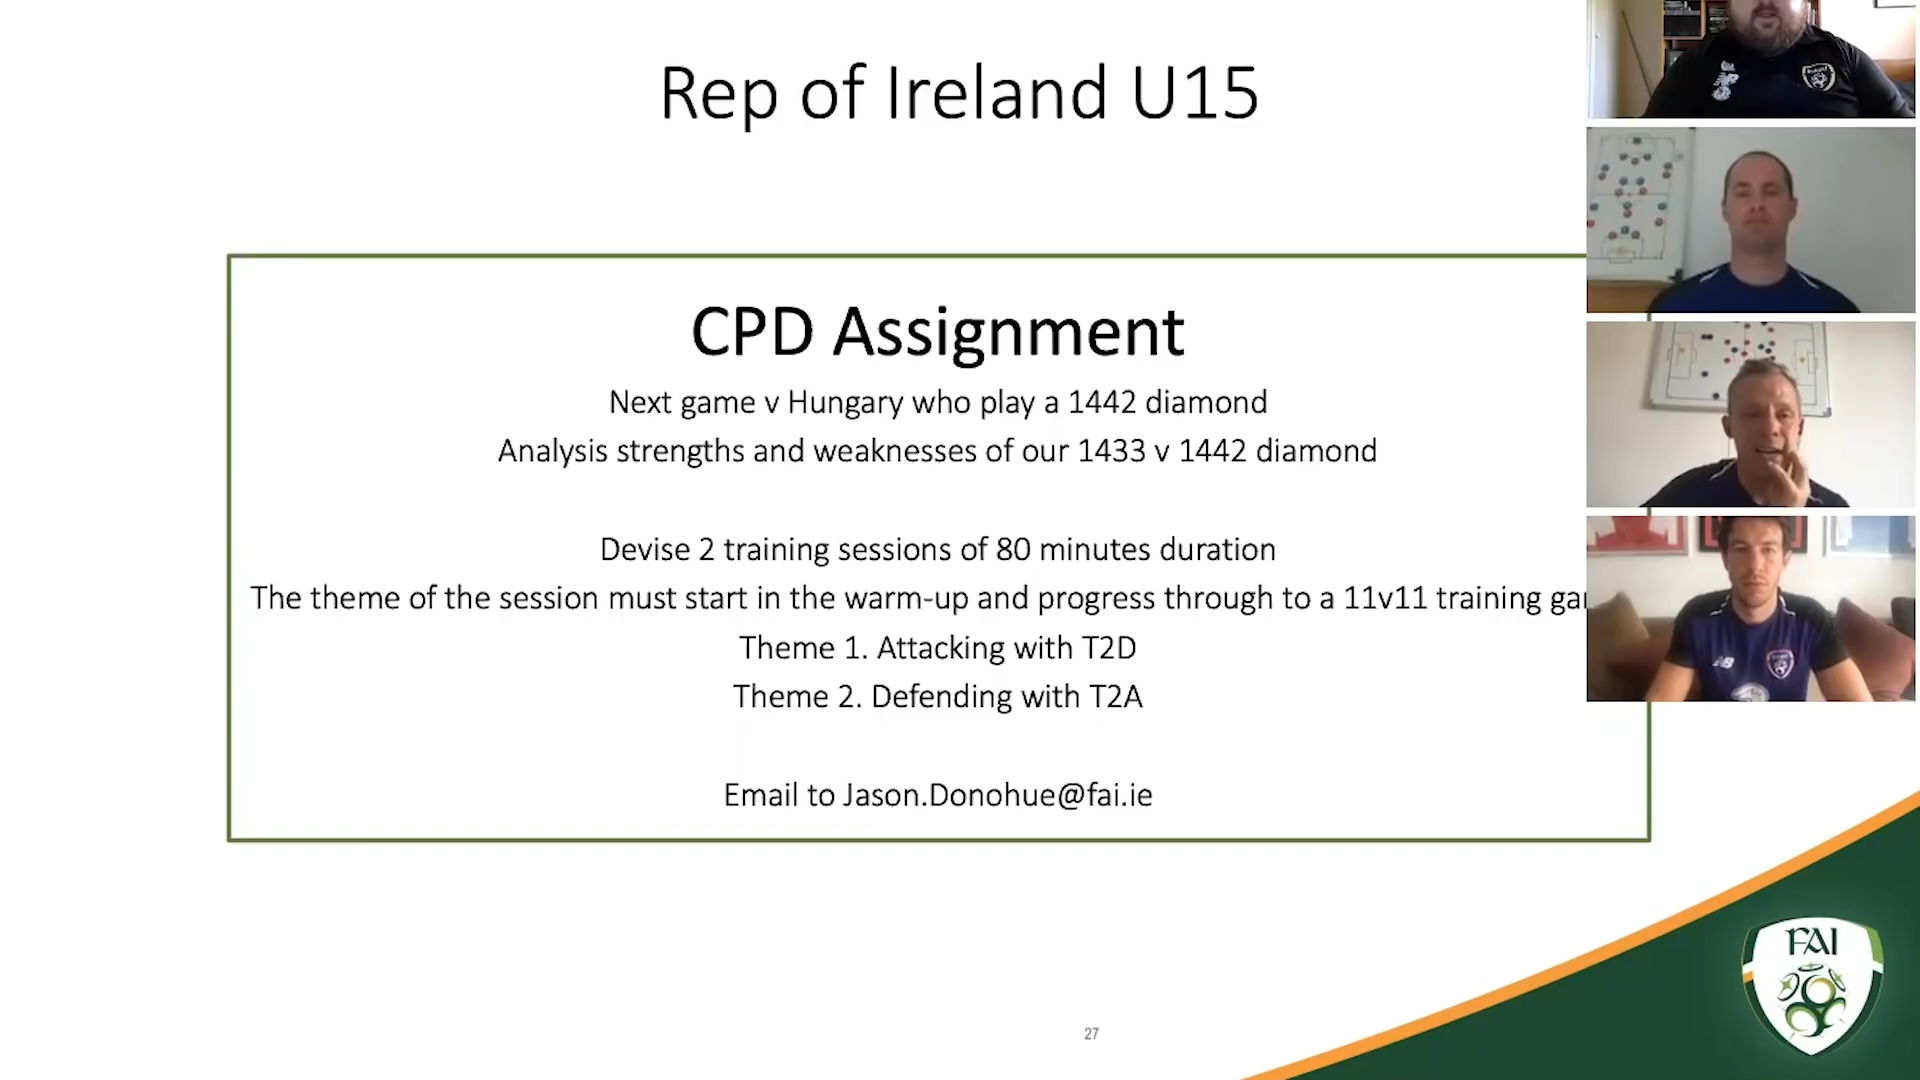 Rep of Ireland U15
CPD Assignment
Next game v Hungary who play a 1442 diamond
Analysis strengths and weaknesses of our 1433 v 1442 diamond
Devise 2 training sessions of 80 minutes duration
The theme of the session must start in the warm-up and progress through to a 11v11 training
Theme 1. Attacking with T2D
Theme 2. Defending with T2A
Email to Jason.Donohue@fai.ie
27
FAI